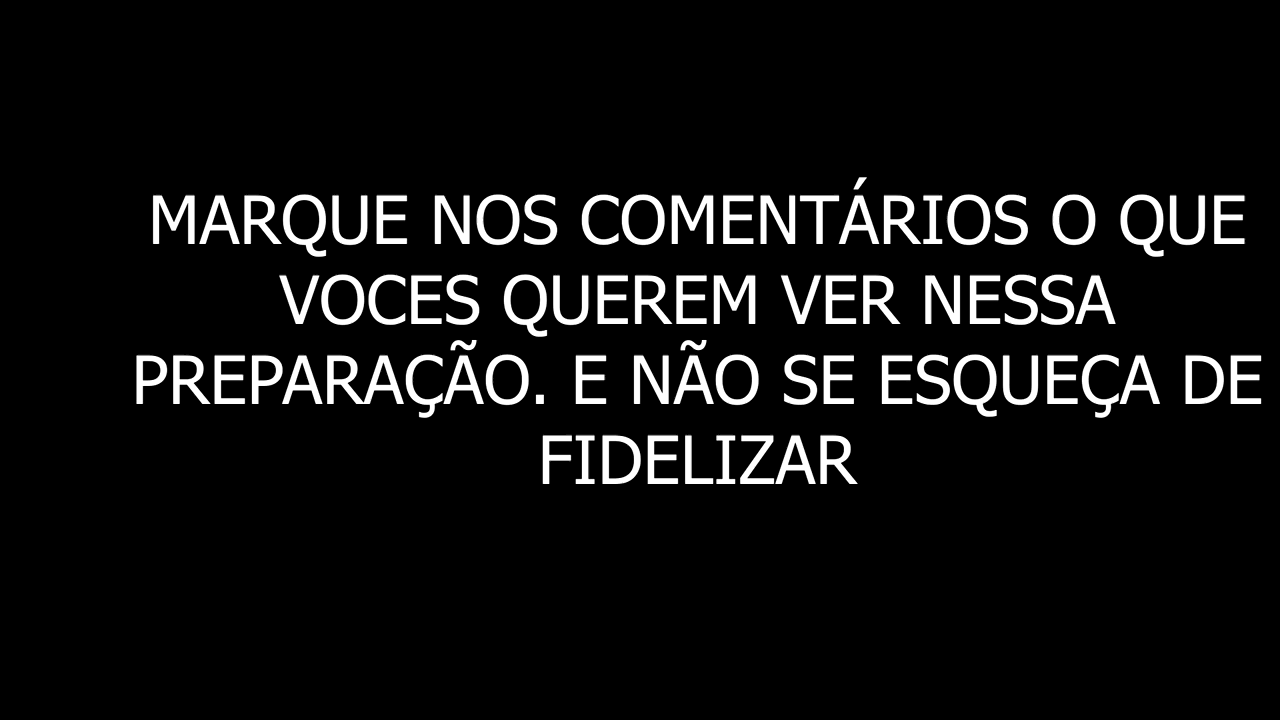 MARQUE NOS COMENTÁRIOS O QUE
VOCES QUEREM VER NESSA
PREPARAÇÃO. E NÃO SE ESQUEÇA DE
FIDELIZAR